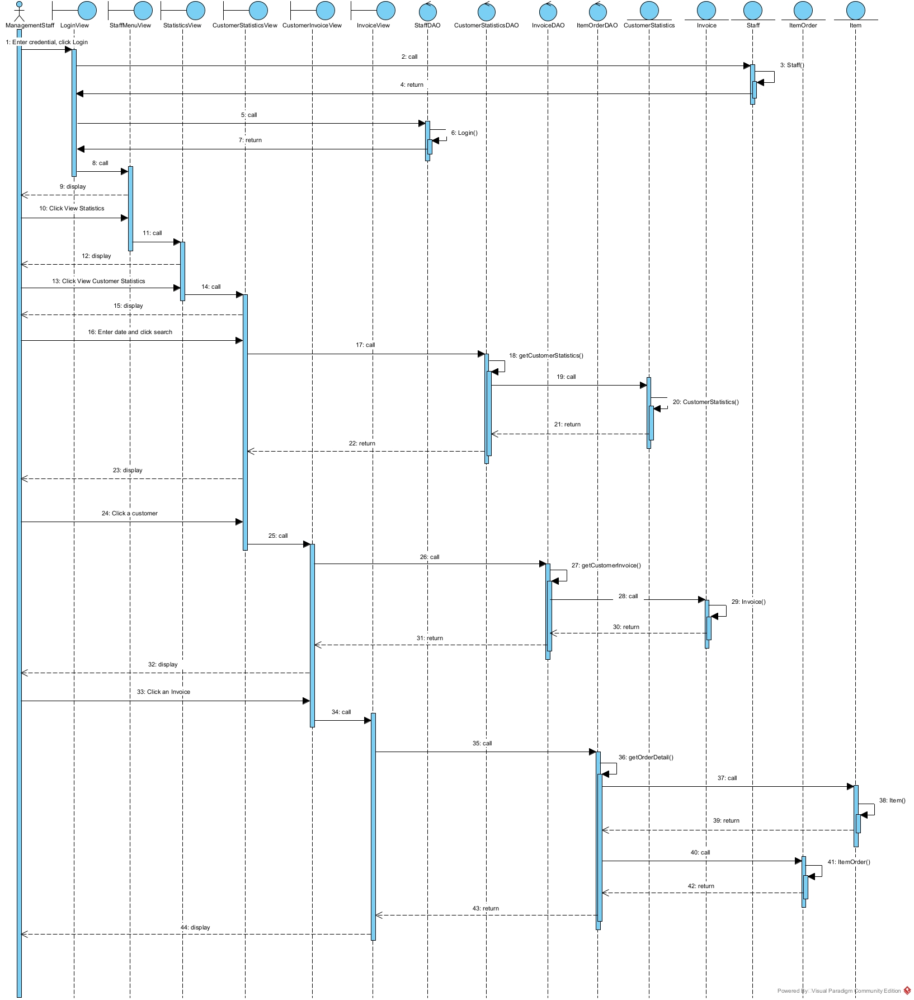 ManagementStaff LoginView StaffMenuView StatisticsView CustomerStatisticsView CustomerInvoiceView InvoiceView StaffDAO CustomerStatisticsDAO InvoiceDAO ItemOrderDAO CustomerStatistics Invoice Staff ItemOrder Item
1: Enter credential, click Login
2: call
3: Staff()
4: return
5: call
6: Login()
7: return
8: call
9: display
10: Click View Statistics
11: call
12: display
13: Click View Customer Statistics
14: call
15: display
16: Enter date and click search
17: call
18: getCustomerStatistics()
19: call
20: CustomerStatistics()
21: return
22: return
23: display
24: Click a customer
25: call
26: call
27: getCustomerInvoice()
28: call
29: Invoice()
30: return
31: return
32: display
33: Click an Invoice
34: call
35: call
36: getOrderDetail()
37: call
38: Item()
39: return
40: call
41: ItemOrder()
42: return
43: return
44: display
Powered By Visual Paradigm Community Edition